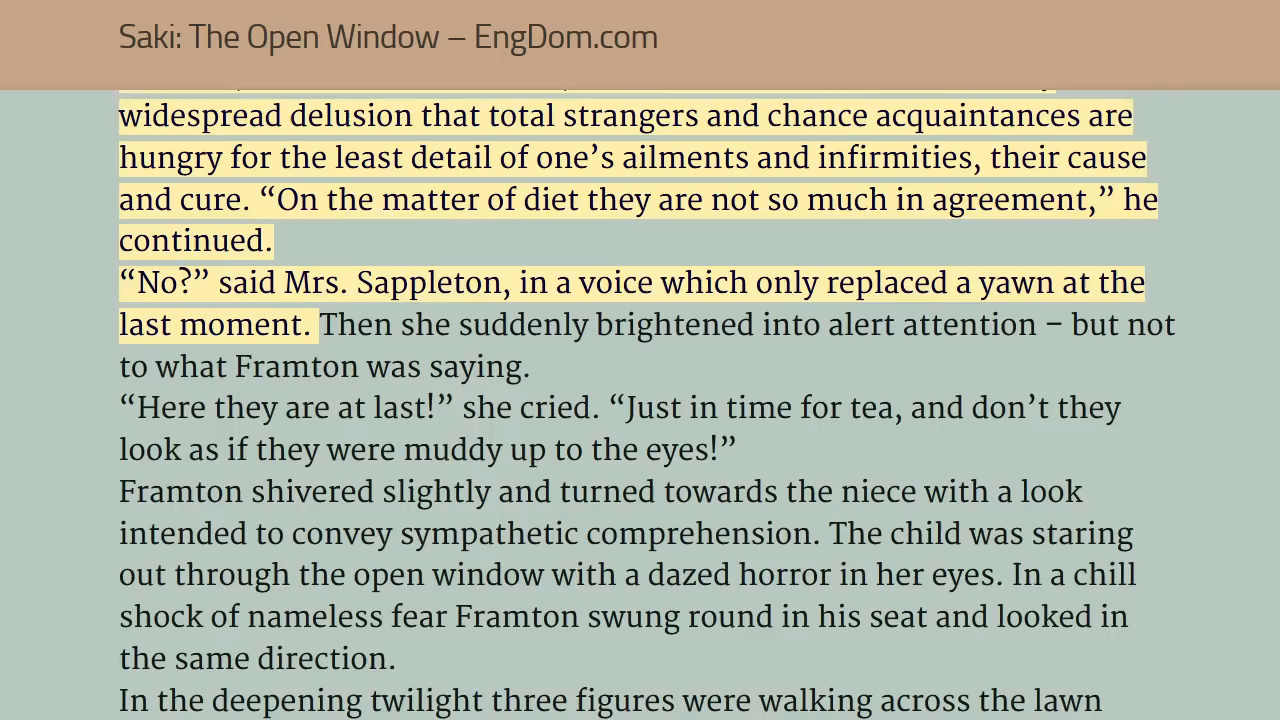 Saki: The Open Window – EngDom.com
widespread delusion that total strangers and chance acquaintances are
hungry for the least detail of one’s ailments and infirmities, their cause
and cure. “On the matter of diet they are not so much in agreement,” he
continued.
“No?” said Mrs. Sappleton, in a voice which only replaced a yawn at the
last moment. Then she suddenly brightened into alert attention – but not
to what Framton was saying.
“Here they are at last!” she cried. “Just in time for tea, and don’t they
look as if they were muddy up to the eyes!”
Framton shivered slightly and turned towards the niece with a look
intended to convey sympathetic comprehension. The child was staring
out through the open window with a dazed horror in her eyes. In a chill
shock of nameless fear Framton swung round in his seat and looked in
the same direction.
In the deepening twilight three figures were walking across the lawn